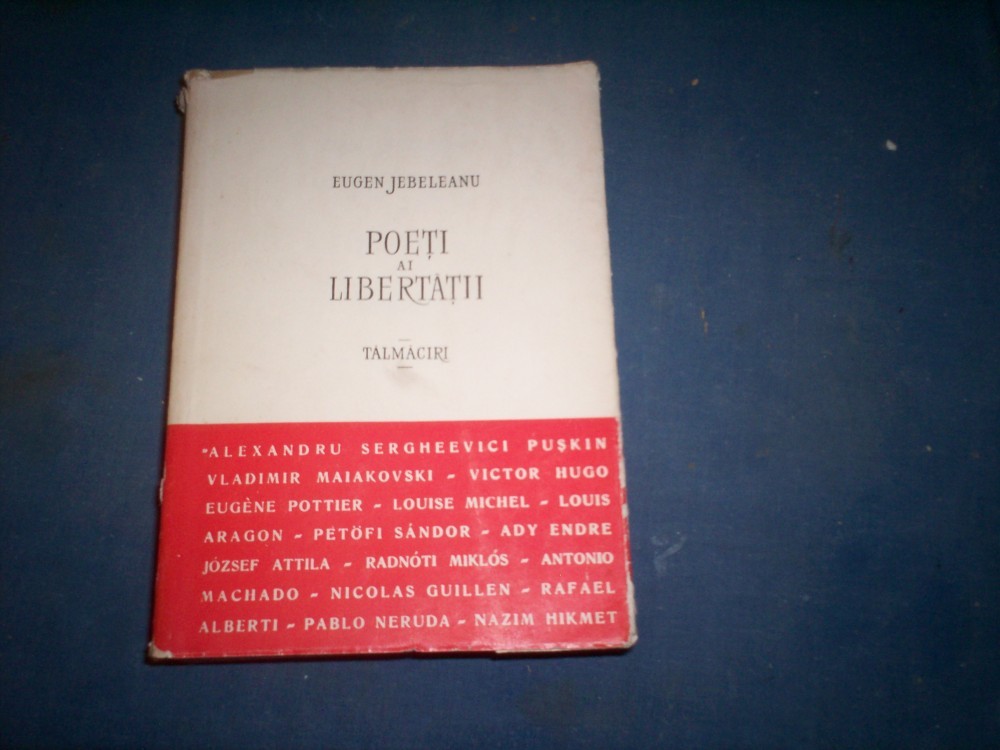 EUGEN JEBELEANU
POEȚI
AI
LIBERTĂȚII
TĂLMĂCIRI
ALEXANDRU SERGHEEVICI PUȘKIN
VLADIMIR MAIAKOVSKI - VICTOR HUGO
EUGÈNE POTTIER - LOUISE MICHEL - LOUIS
ARAGON - PETÖFI SÁNDOR - ADY ENDRE
JÓZSEF ATTILA - RADNÓTI MIKLÓS - ANTONIO
MACHADO - NICOLAS GUILLEN - RAFAEL
ALBERTI - PABLO NERUDA - NAZIM HIKMET